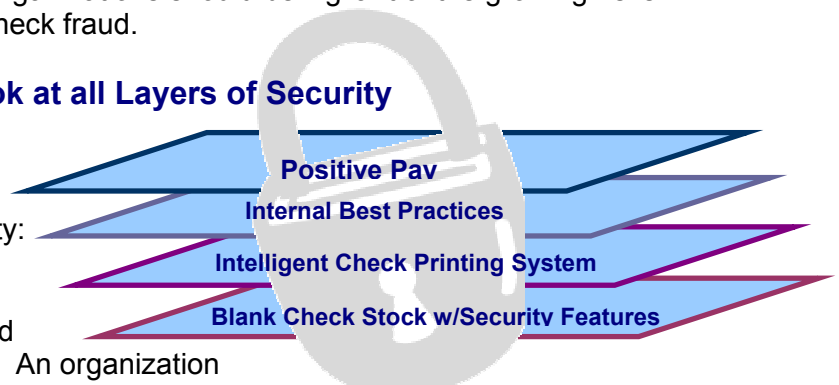 heck fraud.
ok at all Layers of Security
Positive Pay
Internal Best Practices
ty:
Intelligent Check Printing System
Blank Check Stock w/Security Features
d
An organization